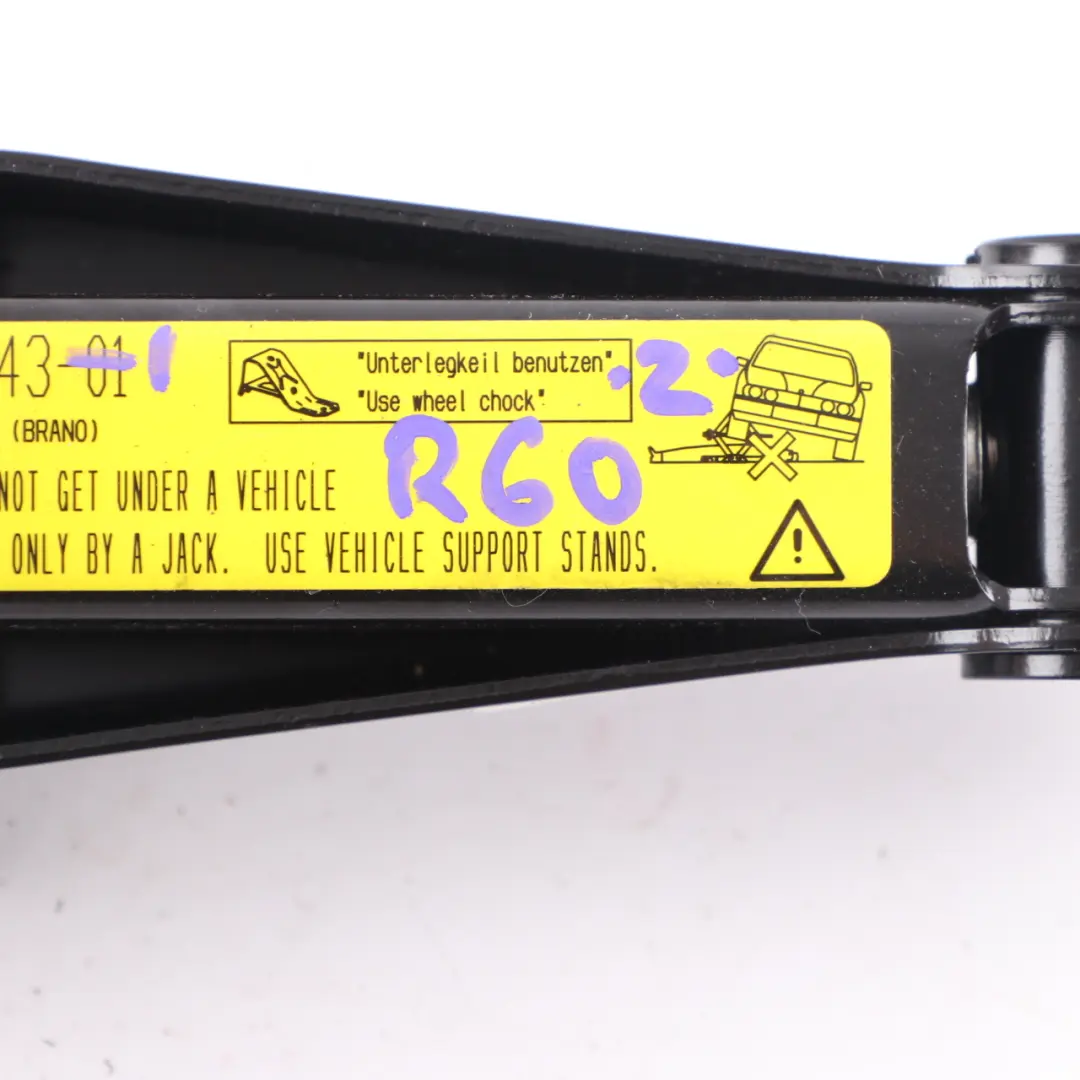 43-01-1
(BRANO)
"Unterlegkeil benutzen"
"Use wheel chock"
·2·
R60
NOT GET UNDER A VEHICLE
ONLY BY A JACK. USE VEHICLE SUPPORT STANDS.